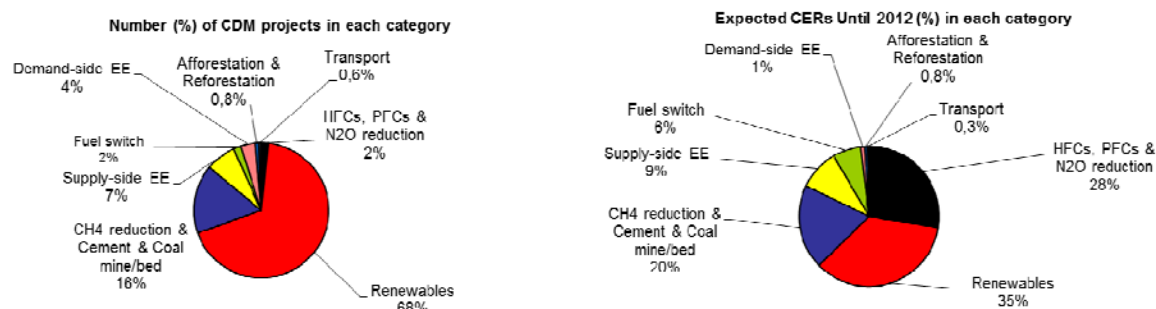 Number (%) of CDM projects in each category
Demand-side EE
4%
Afforestation &
Reforestation
0,8%
Transport
0,6%
HFCs, PFCs &
N2O reduction
2%
Fuel switch
2%
Supply-side EE
7%
CH4 reduction &
Cement & Coal
mine/bed
16%
Renewables
68%
Expected CERs Until 2012 (%) in each category
Demand-side EE
1%
Afforestation &
Reforestation
0,8%
Transport
0,3%
Fuel switch
6%
HFCs, PFCs &
N2O reduction
28%
Supply-side EE
9%
CH4 reduction &
Cement & Coal
mine/bed
20%
Renewables
35%